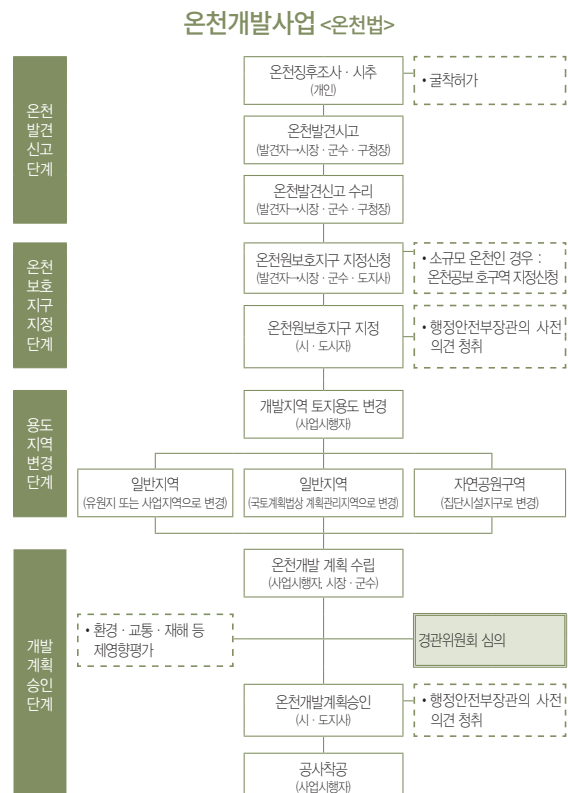 온천개발사업 <온천법>
온천
발견
신고
단계
온천징후조사 · 시추
(개인)
• 굴착허가
온천발견시고
(발견자→시장 · 군수 · 구청장)
온천발견신고 수리
(발견자→시장 · 군수 · 구청장)
온천
보호
지구
지정
단계
온천원보호지구 지정신청
(발견자→시장 · 군수 · 도지사)
• 소규모 온천인 경우 :
온천공보 호구역 지정신청
온천원보호지구 지정
(시 · 도시자)
• 행정안전부장관의 사전
의견 청취
용도
지역
변경
단계
개발지역 토지용도 변경
(사업시행자)
일반지역
(유원지 또는 사업지역으로 변경)
일반지역
(국토계획법상 계획관리지역으로 변경)
자연공원구역
(집단시설지구로 변경)
개발
계획
승인
단계
온천개발 계획 수립
(사업시행자, 시장 · 군수)
• 환경 · 교통 · 재해 등
제영향평가
경관위원회 심의
온천개발계획승인
(시 · 도지사)
• 행정안전부장관의 사전
의견 청취
공사착공
(사업시행자)